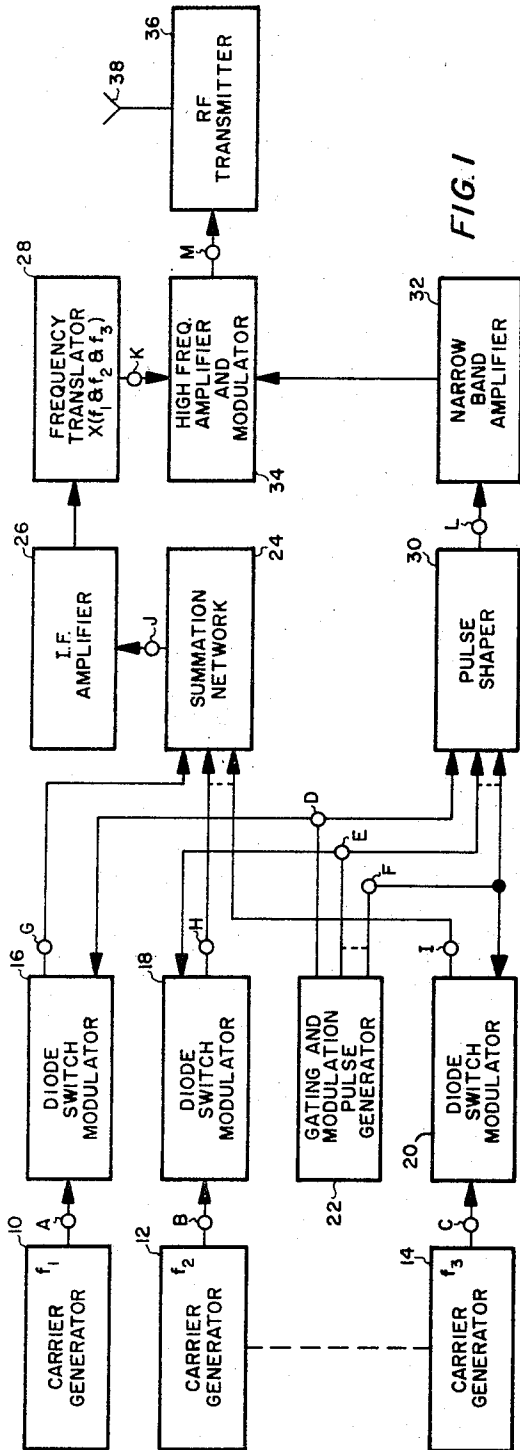 10
CARRIER
GENERATOR
f1
A
16
DIODE
SWITCH
MODULATOR
G
12
CARRIER
GENERATOR
f2
B
18
DIODE
SWITCH
MODULATOR
H
22
GATING AND
MODULATION
PULSE
GENERATOR
D
E
F
14
CARRIER
GENERATOR
f3
C
20
DIODE
SWITCH
MODULATOR
I
24
SUMMATION
NETWORK
J
26
I.F.
AMPLIFIER
28
FREQUENCY
TRANSLATOR
X(f1 & f2 & f3)
K
30
PULSE
SHAPER
L
32
NARROW
BAND
AMPLIFIER
34
HIGH FREQ.
AMPLIFIER
AND
MODULATOR
M
36
RF
TRANSMITTER
38
FIG. 1